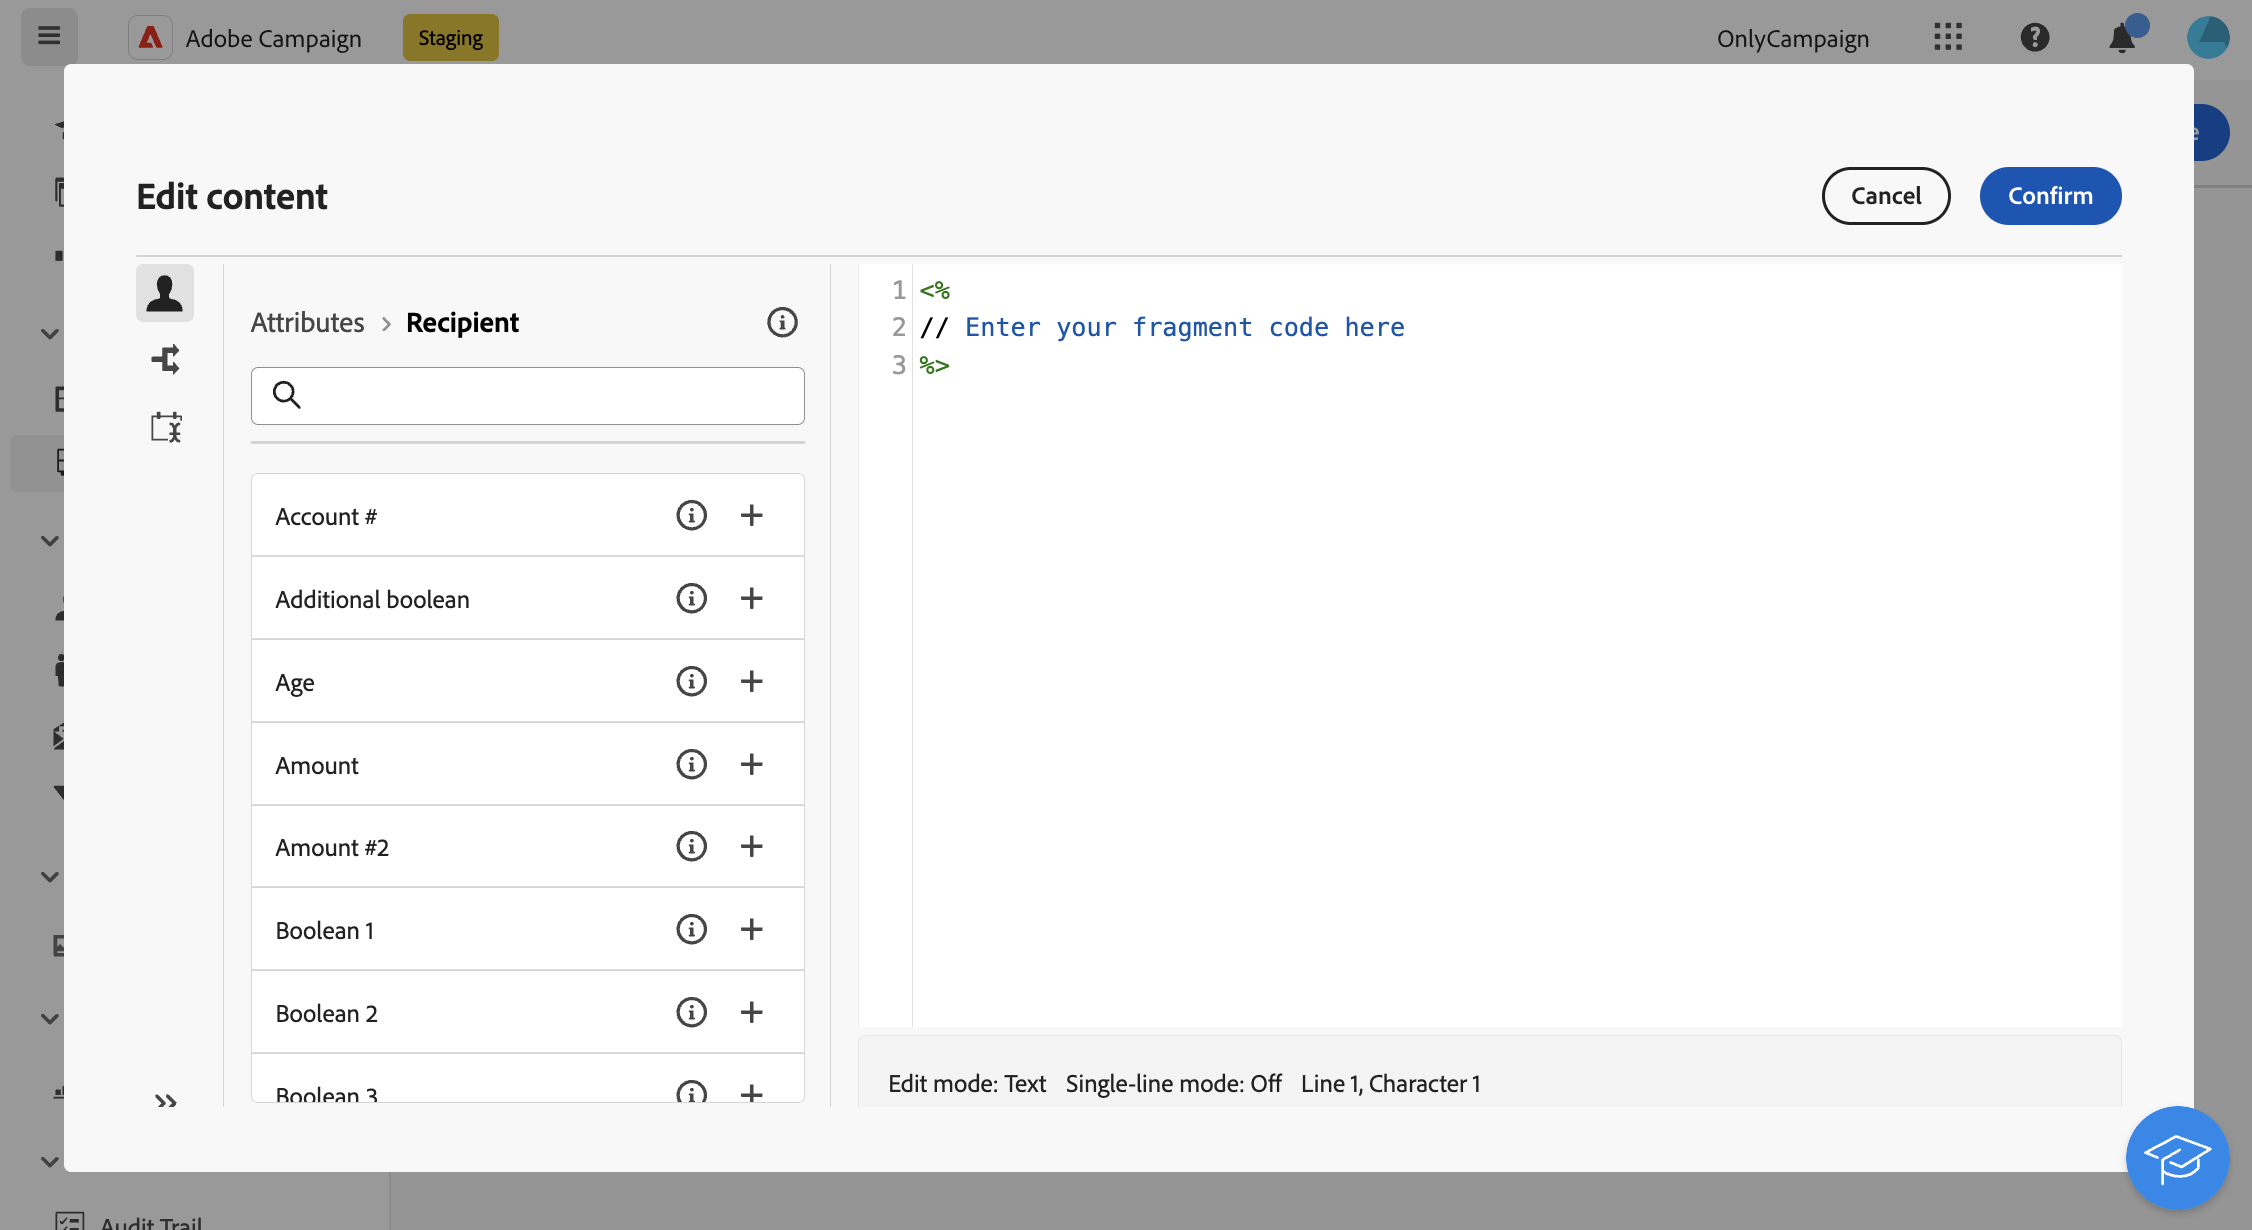 Adobe Campaign
Staging
OnlyCampaign
Edit content
Cancel
Confirm
Attributes > Recipient
Account #
Additional boolean
Age
Amount
Amount #2
Boolean 1
Boolean 2
Boolean 3
1 <%
2 // Enter your fragment code here
3 %>
Edit mode: Text Single-line mode: Off Line 1, Character 1
Audit Trail